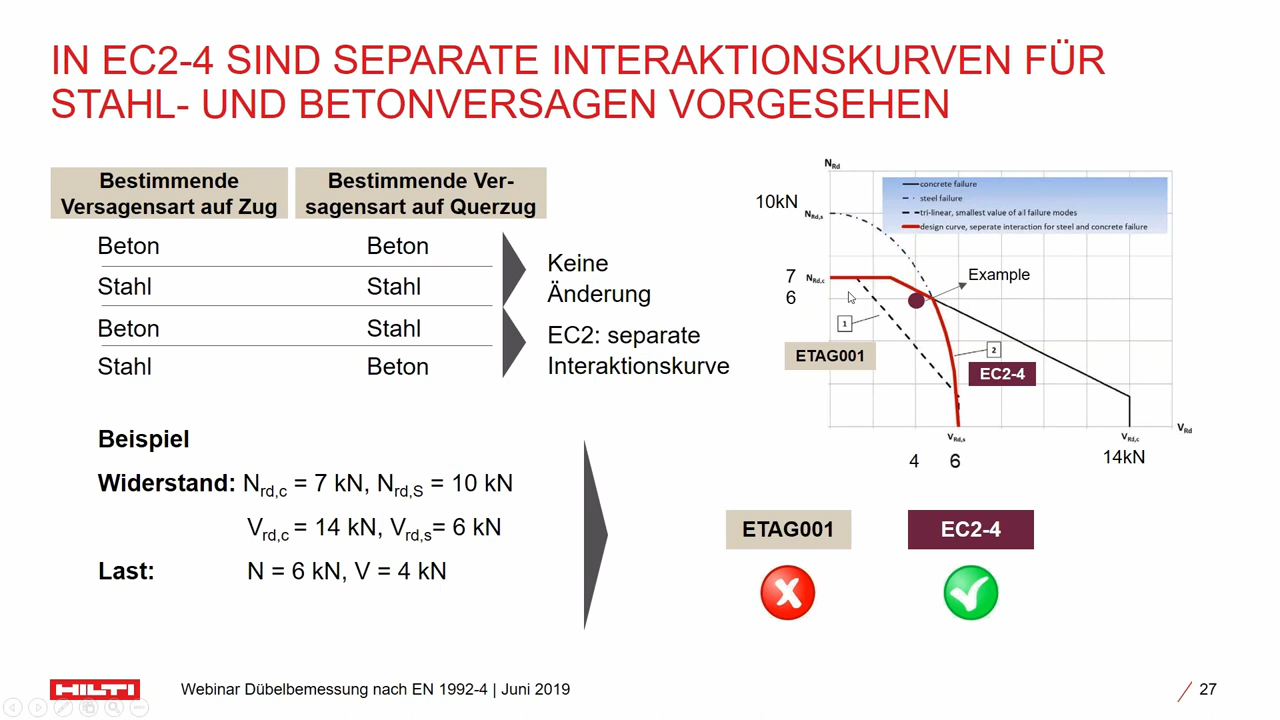 IN EC2-4 SIND SEPARATE INTERAKTIONSKURVEN FÜR
STAHL- UND BETONVERSAGEN VORGESEHEN
Bestimmende
Versagensart auf Zug
Bestimmende Ver-
sagensart auf Querzug
Beton Beton
Stahl Stahl
Beton Stahl
Stahl Beton
Keine
Änderung
EC2: separate
Interaktionskurve
Beispiel
Widerstand: Nrd,c = 7 kN, Nrd,S = 10 kN
Vrd,c = 14 kN, Vrd,s= 6 kN
Last: N = 6 kN, V = 4 kN
NRd
concrete failure
steel failure
tri-linear, smallest value of all failure modes
design curve, seperate interaction for steel and concrete failure
10kN NRd,s
7 NRd,c
6
Example
1
ETAG001
2
EC2-4
VRd,s
VRd,c
VRd
4 6 14kN
ETAG001 EC2-4
HILTI
Webinar Dübelbemessung nach EN 1992-4 | Juni 2019
27